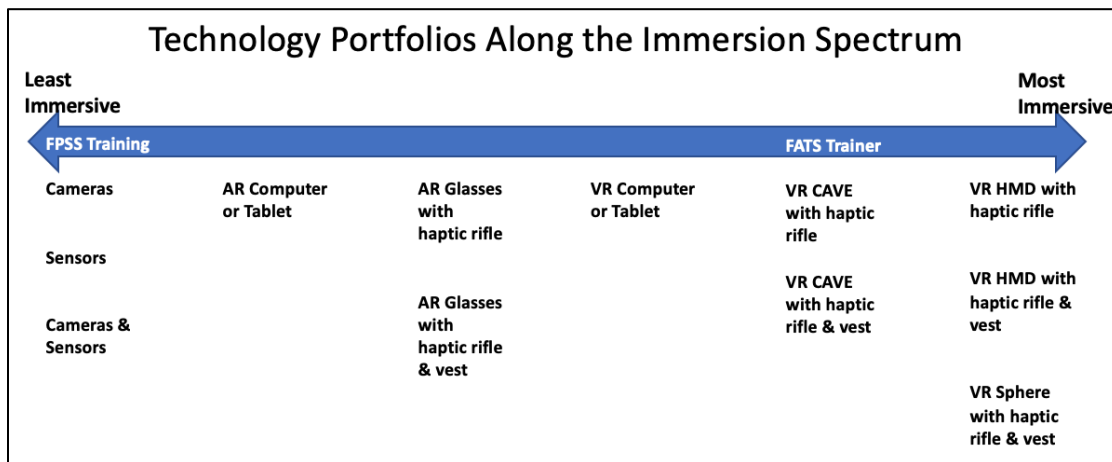 Technology Portfolios Along the Immersion Spectrum
Least
Immersive
Most
Immersive
FPSS Training
FATS Trainer
Cameras
Sensors
Cameras &
Sensors
AR Computer
or Tablet
AR Glasses
with
haptic rifle
AR Glasses
with
haptic rifle
& vest
VR Computer
or Tablet
VR CAVE
with haptic
rifle
VR CAVE
with haptic
rifle & vest
VR HMD with
haptic rifle
VR HMD with
haptic rifle &
vest
VR Sphere
with haptic
rifle & vest